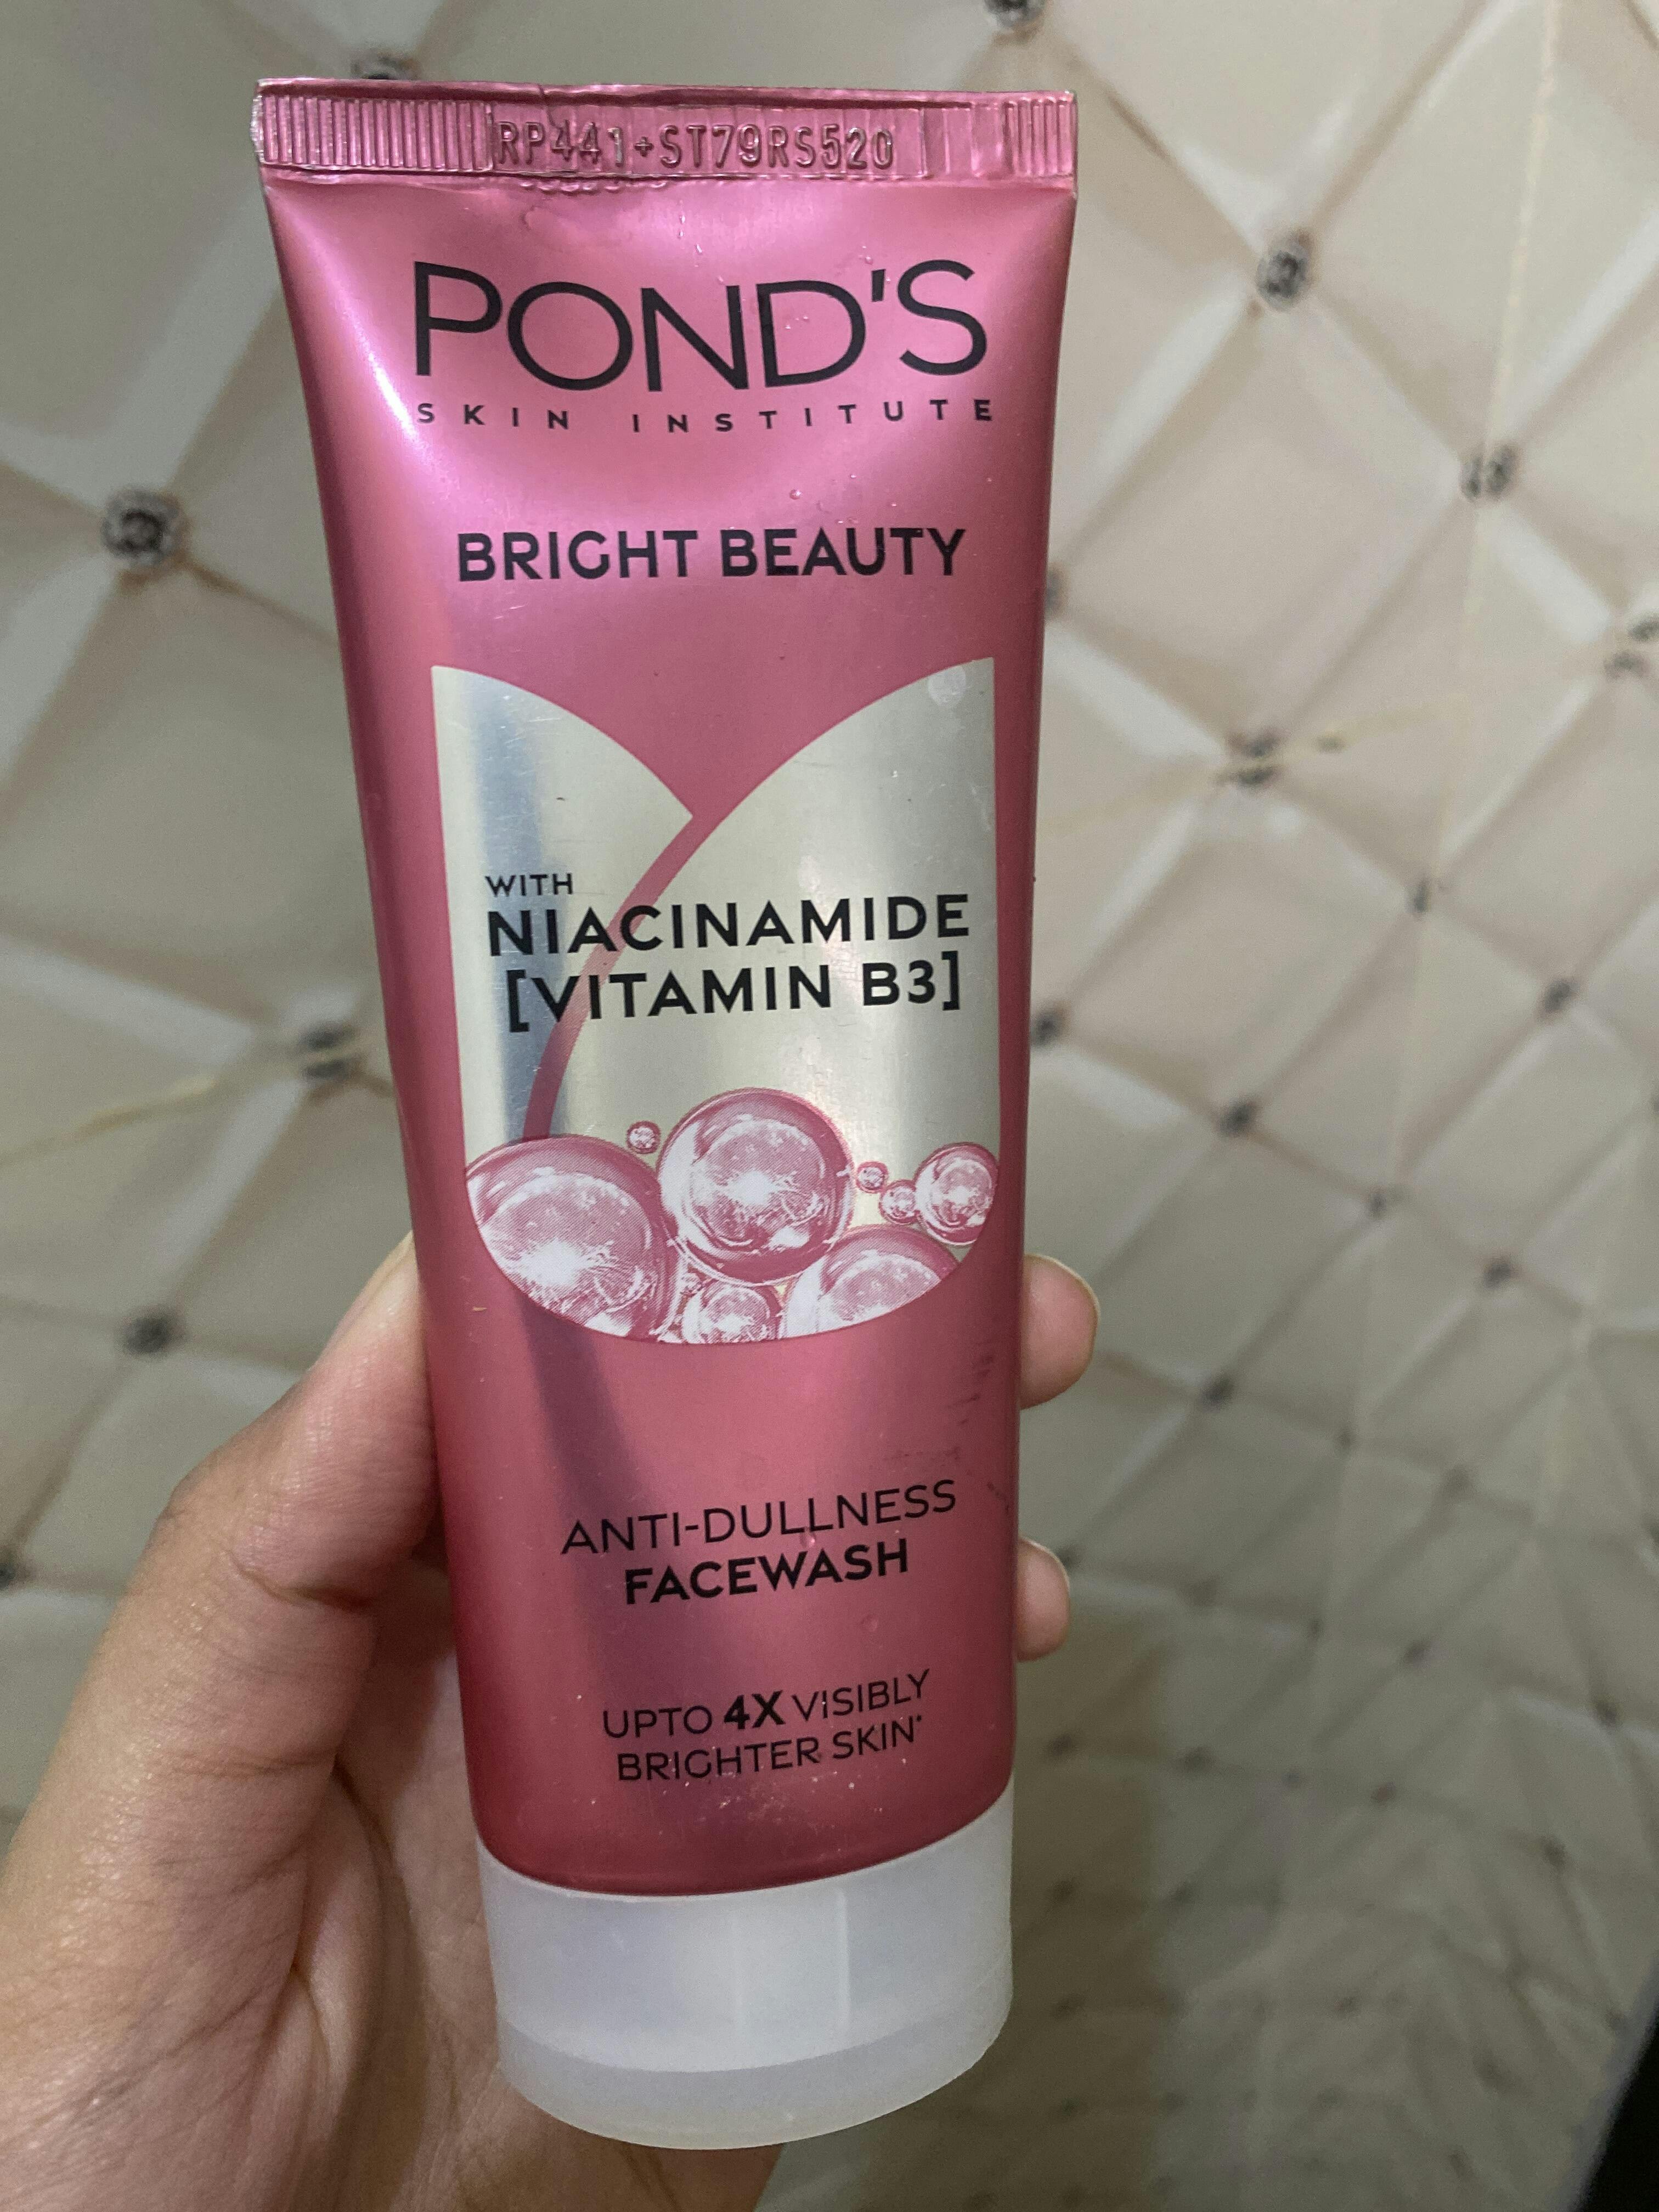 RP441+ST79RS520
POND'S
SKIN INSTITUTE
BRIGHT BEAUTY
WITH
NIACINAMIDE
[VITAMIN B3]
ANTI-DULLNESS
FACEWASH
UPTO 4X VISIBLY
BRIGHTER SKIN*